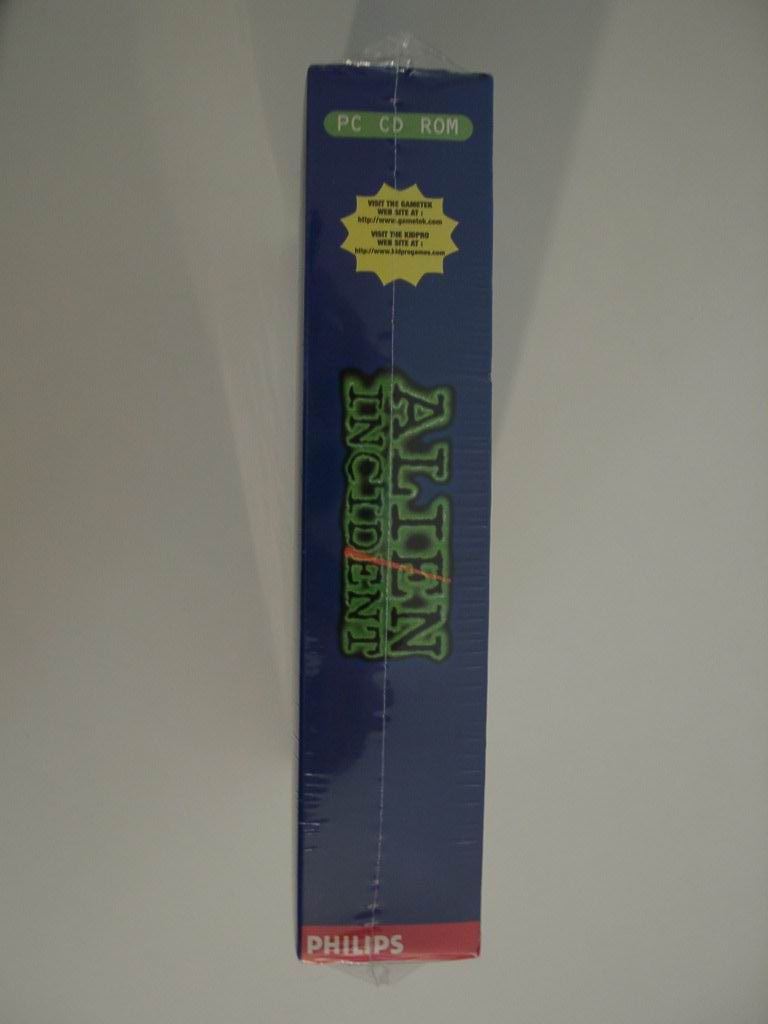 PC CD ROM
VISIT THE GAMETEK
WEB SITE AT :
http://www.gametek.com
VISIT THE KIDPRO
WEB SITE AT :
http://www.kidprogames.com
ALIEN
INCIDENT
PHILIPS